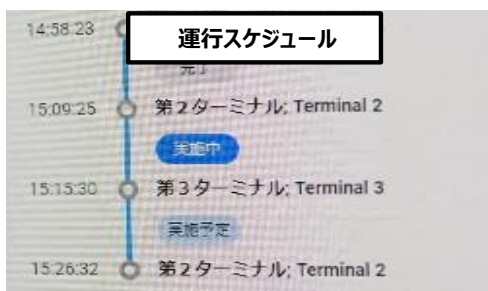 14:58:23
運行スケジュール
完了
15:09:25 第2ターミナル; Terminal 2
実施中
15:15:30 第3ターミナル; Terminal 3
実施予定
15:26:32 第2ターミナル; Terminal 2